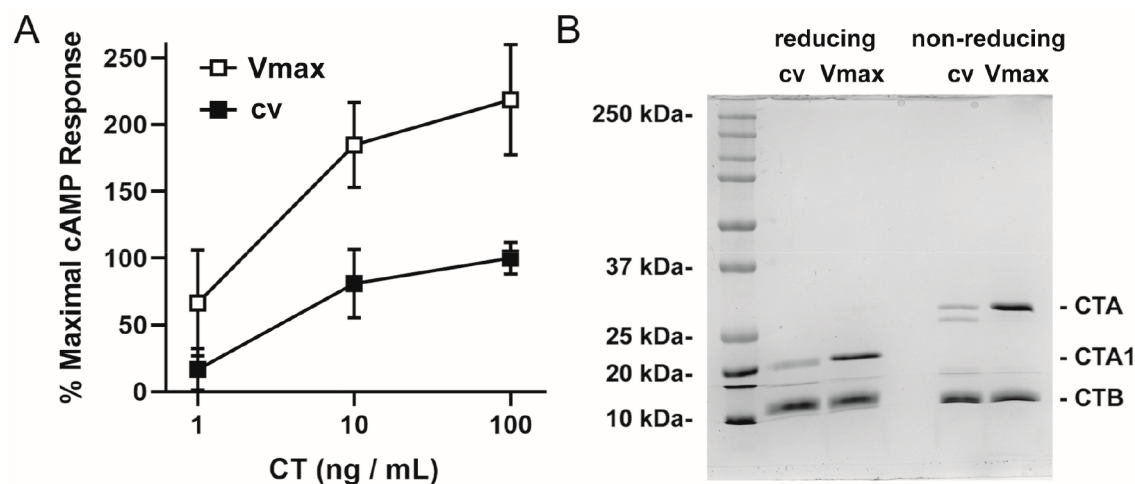 A
% Maximal cAMP Response
250
200
150
100
50
0
Vmax
cv
1
10
100
CT (ng / mL)
B
reducing
non-reducing
cv Vmax
cv Vmax
250 kDa-
37 kDa-
25 kDa-
20 kDa-
10 kDa-
- CTA
- CTA1
- CTB